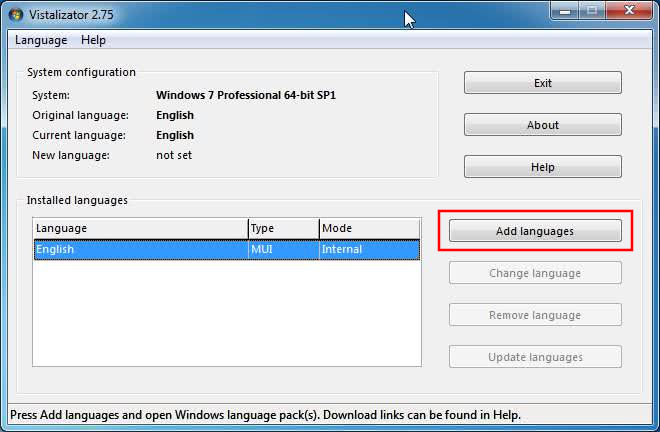 Vistalizator 2.75
Language Help
System configuration
System: Windows 7 Professional 64-bit SP1
Original language: English
Current language: English
New language: not set
Exit
About
Help
Installed languages
Language Type Mode
English MUI Internal
Add languages
Change language
Remove language
Update languages
Press Add languages and open Windows language pack(s). Download links can be found in Help.